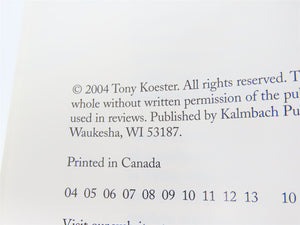 © 2004 Tony Koester. All rights reserved. T
whole without written permission of the pu
used in reviews. Published by Kalmbach Pu
Waukesha, WI 53187.
Printed in Canada
04 05 06 07 08 09 10 11 12 13 10
Visit